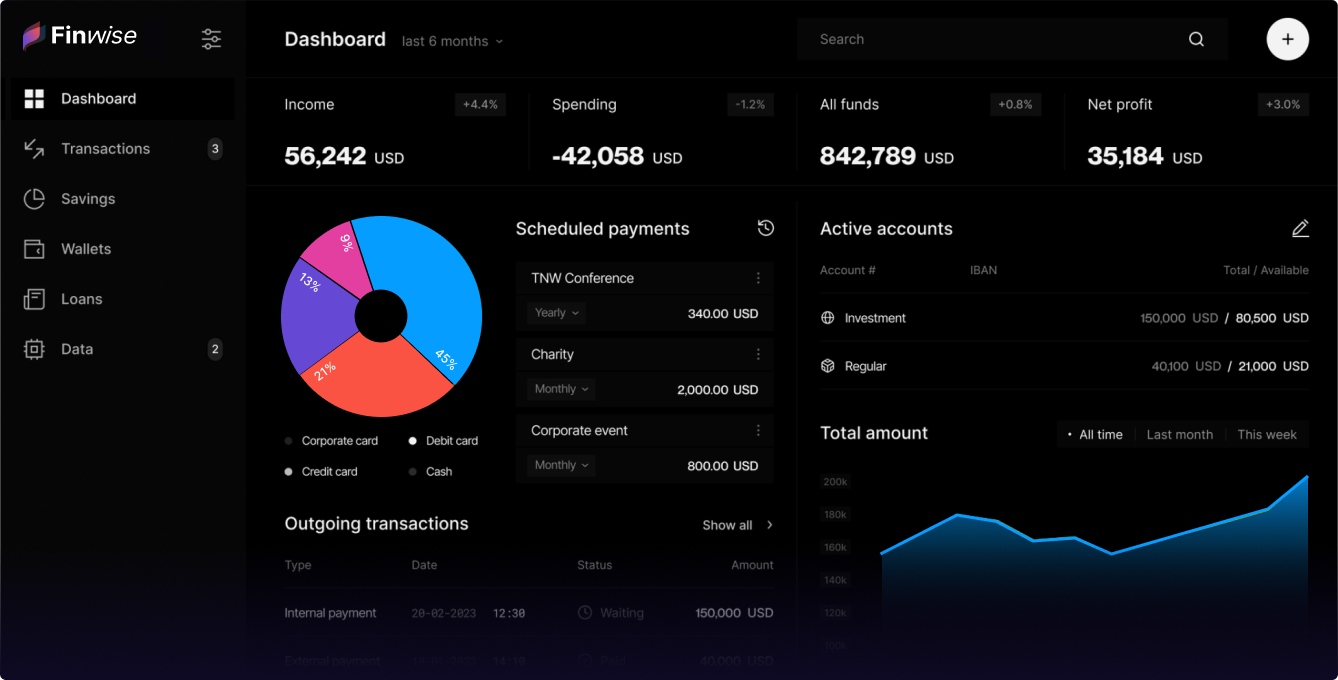 Finwise
Dashboard
Transactions 3
Savings
Wallets
Loans
Data 2
Dashboard last 6 months
Search
Income +4.4%
56,242 USD
Spending -1.2%
-42,058 USD
All funds +0.8%
842,789 USD
Net profit +3.0%
35,184 USD
9%
13%
45%
21%
Corporate card Debit card
Credit card Cash
Scheduled payments
TNW Conference
Yearly 340.00 USD
Charity
Monthly 2,000.00 USD
Corporate event
Monthly 800.00 USD
Outgoing transactions Show all
Type Date Status Amount
Internal payment 20-02-2023 12:30 Waiting 150,000 USD
External payment 14:10 Paid 40,000 USD
Active accounts
Account # IBAN Total / Available
Investment 150,000 USD / 80,500 USD
Regular 40,100 USD / 21,000 USD
Total amount All time Last month This week
200k
180k
160k
140k
120k
100k